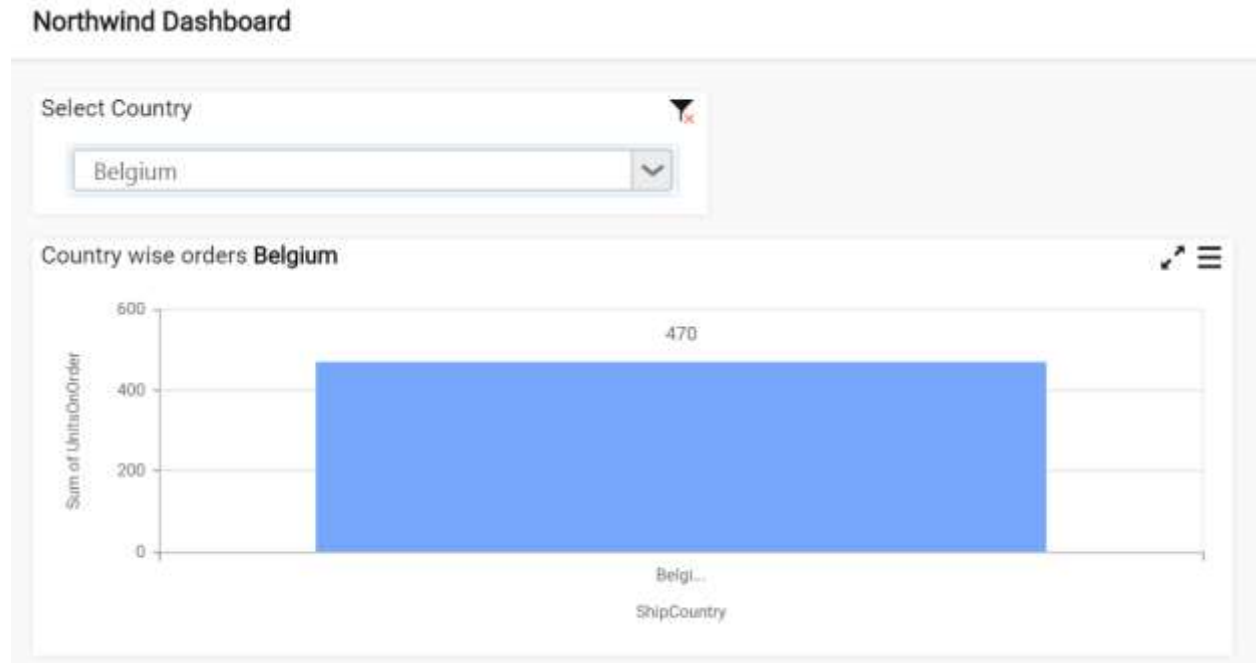 Northwind Dashboard
Select Country
Belgium
Country wise orders Belgium
600
470
400
200
0
Sum of UnitsOnOrder
Belgi...
ShipCountry